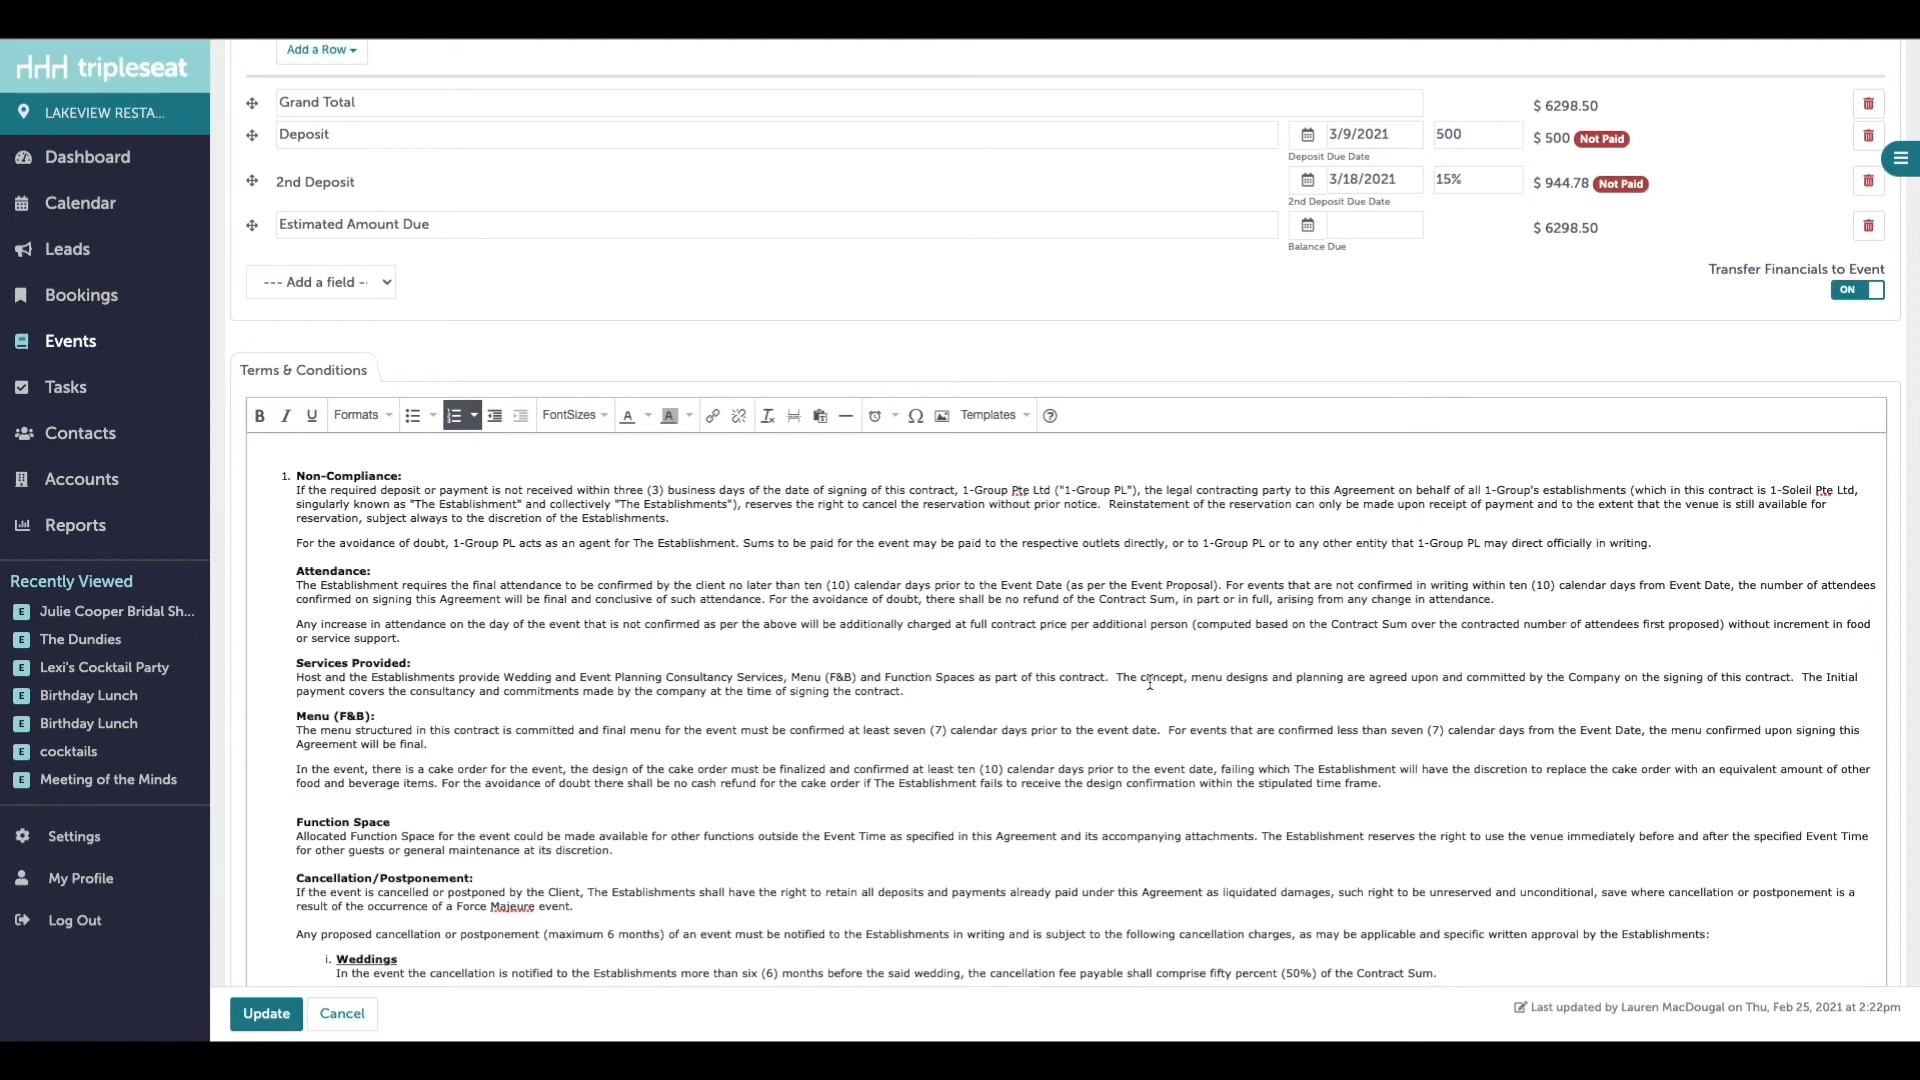 tripleseat
LAKEVIEW RESTA...
Dashboard
Calendar
Leads
Bookings
Events
Tasks
Contacts
Accounts
Reports
Recently Viewed
E Julie Cooper Bridal Sh...
E The Dundies
E Lexi's Cocktail Party
E Birthday Lunch
E Birthday Lunch
E cocktails
E Meeting of the Minds
Settings
My Profile
Log Out
Add a Row
Grand Total $ 6298.50
Deposit 3/9/2021 500 $ 500 Not Paid
Deposit Due Date
2nd Deposit 3/18/2021 15% $ 944.78 Not Paid
2nd Deposit Due Date
Estimated Amount Due $ 6298.50
Balance Due
--- Add a field -
Transfer Financials to Event
ON
Terms & Conditions
B I U Formats FontSizes A A Templates
1. Non-Compliance:
If the required deposit or payment is not received within three (3) business days of the date of signing of this contract, 1-Group Pte Ltd ("1-Group PL"), the legal contracting party to this Agreement on behalf of all 1-Group's establishments (which in this contract is 1-Soleil Pte Ltd,
singularly known as "The Establishment" and collectively "The Establishments"), reserves the right to cancel the reservation without prior notice. Reinstatement of the reservation can only be made upon receipt of payment and to the extent that the venue is still available for
reservation, subject always to the discretion of the Establishments.
For the avoidance of doubt, 1-Group PL acts as an agent for The Establishment. Sums to be paid for the event may be paid to the respective outlets directly, or to 1-Group PL or to any other entity that 1-Group PL may direct officially in writing.
Attendance:
The Establishment requires the final attendance to be confirmed by the client no later than ten (10) calendar days prior to the Event Date (as per the Event Proposal). For events that are not confirmed in writing within ten (10) calendar days from Event Date, the number of attendees
confirmed on signing this Agreement will be final and conclusive of such attendance. For the avoidance of doubt, there shall be no refund of the Contract Sum, in part or in full, arising from any change in attendance.
Any increase in attendance on the day of the event that is not confirmed as per the above will be additionally charged at full contract price per additional person (computed based on the Contract Sum over the contracted number of attendees first proposed) without increment in food
or service support.
Services Provided:
Host and the Establishments provide Wedding and Event Planning Consultancy Services, Menu (F&B) and Function Spaces as part of this contract. The concept, menu designs and planning are agreed upon and committed by the Company on the signing of this contract. The Initial
payment covers the consultancy and commitments made by the company at the time of signing the contract.
Menu (F&B):
The menu structured in this contract is committed and final menu for the event must be confirmed at least seven (7) calendar days prior to the event date. For events that are confirmed less than seven (7) calendar days from the Event Date, the menu confirmed upon signing this
Agreement will be final.
In the event, there is a cake order for the event, the design of the cake order must be finalized and confirmed at least ten (10) calendar days prior to the event date, failing which The Establishment will have the discretion to replace the cake order with an equivalent amount of other
food and beverage items. For the avoidance of doubt there shall be no cash refund for the cake order if The Establishment fails to receive the design confirmation within the stipulated time frame.
Function Space
Allocated Function Space for the event could be made available for other functions outside the Event Time as specified in this Agreement and its accompanying attachments. The Establishment reserves the right to use the venue immediately before and after the specified Event Time
for other guests or general maintenance at its discretion.
Cancellation/Postponement:
If the event is cancelled or postponed by the Client, The Establishments shall have the right to retain all deposits and payments already paid under this Agreement as liquidated damages, such right to be unreserved and unconditional, save where cancellation or postponement is a
result of the occurrence of a Force Majeure event.
Any proposed cancellation or postponement (maximum 6 months) of an event must be notified to the Establishments in writing and is subject to the following cancellation charges, as may be applicable and specific written approval by the Establishments:
i. Weddings
In the event the cancellation is notified to the Establishments more than six (6) months before the said wedding, the cancellation fee payable shall comprise fifty percent (50%) of the Contract Sum.
Update
Cancel
Last updated by Lauren MacDougal on Thu, Feb 25, 2021 at 2:22pm